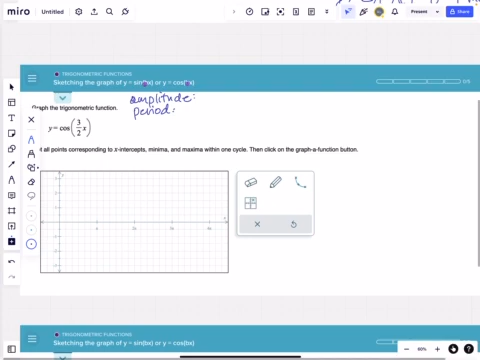 miro Untitled Present Share
TRIGONOMETRIC FUNCTIONS
Sketching the graph of y = sin(bx) or y = cos(bx)
0/5
amplitude:
Graph the trigonometric function.
period:
y = cos(3/2 x)
all points corresponding to x-intercepts, minima, and maxima within one cycle. Then click on the graph-a-function button.
TRIGONOMETRIC FUNCTIONS
Sketching the graph of y = sin(bx) or y = cos(bx)
60%